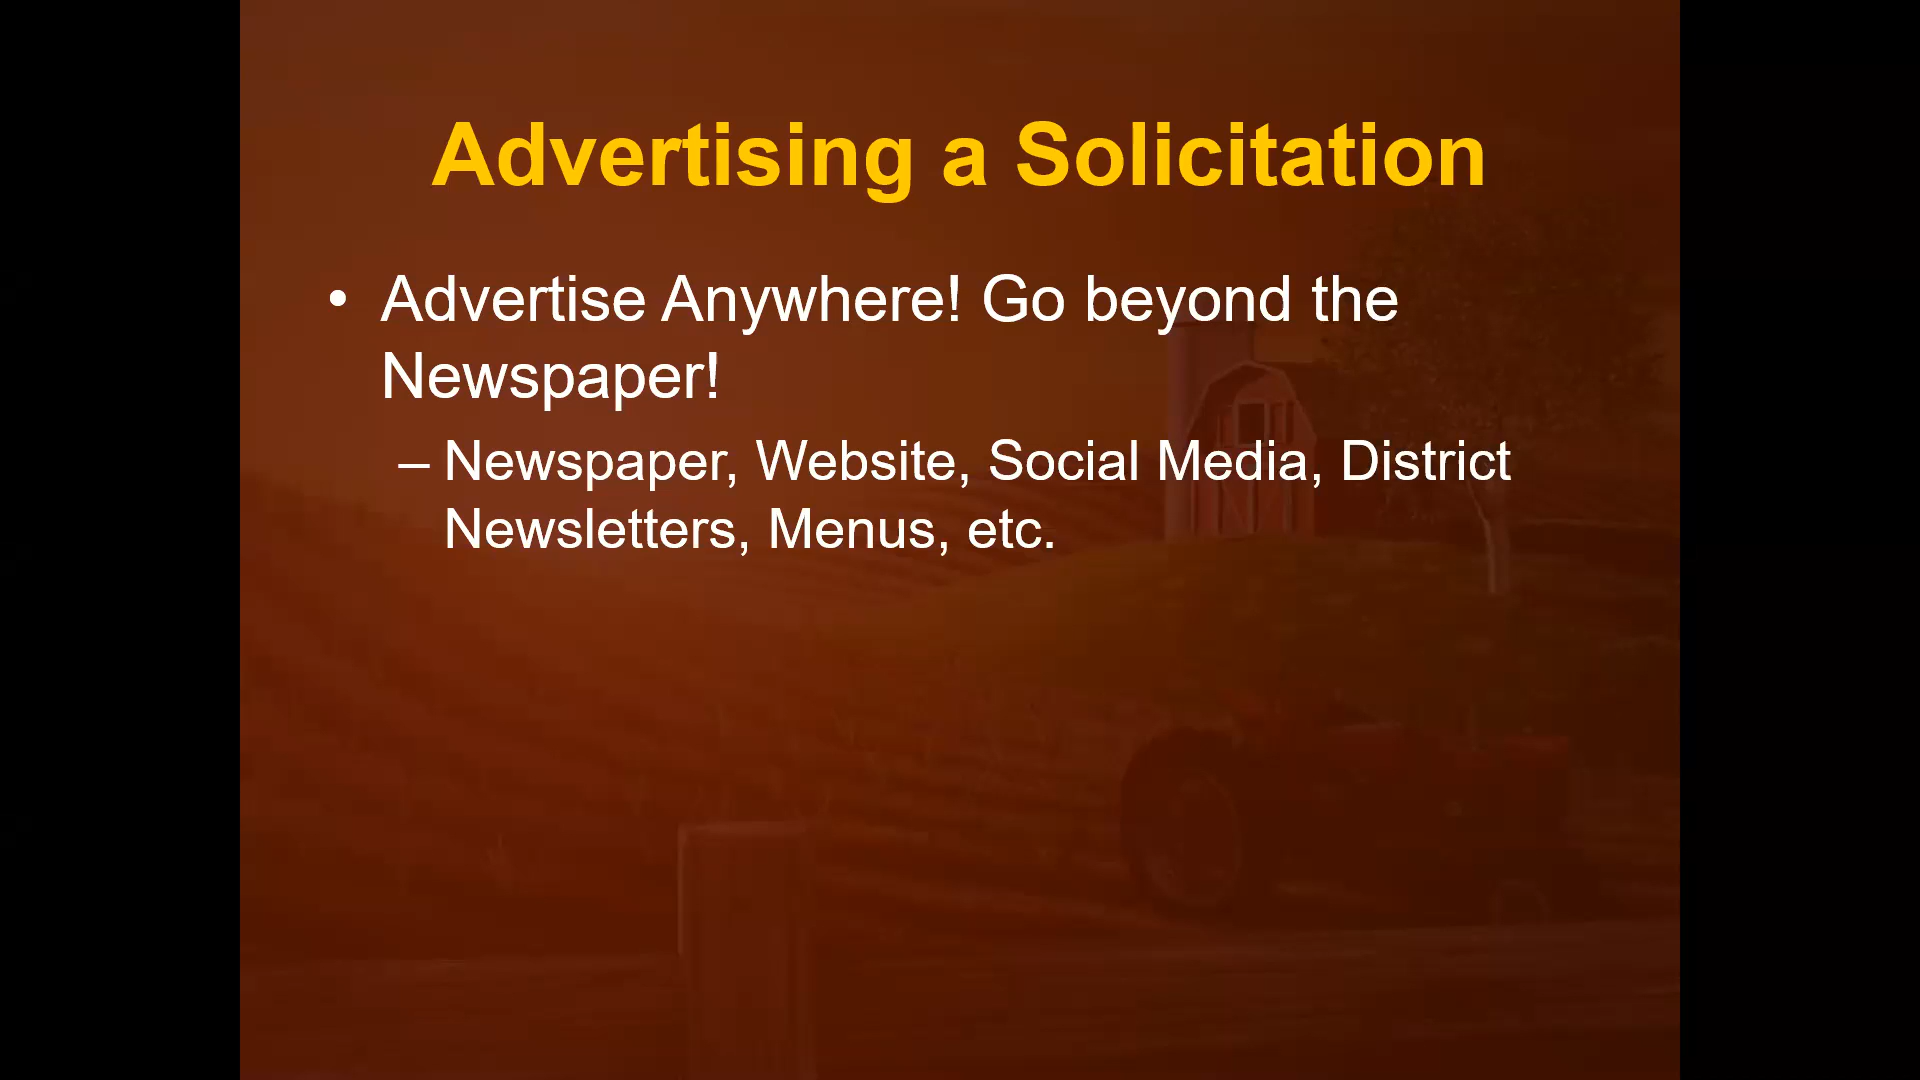 Advertising a Solicitation
• Advertise Anywhere! Go beyond the
Newspaper!
– Newspaper, Website, Social Media, District
Newsletters, Menus, etc.